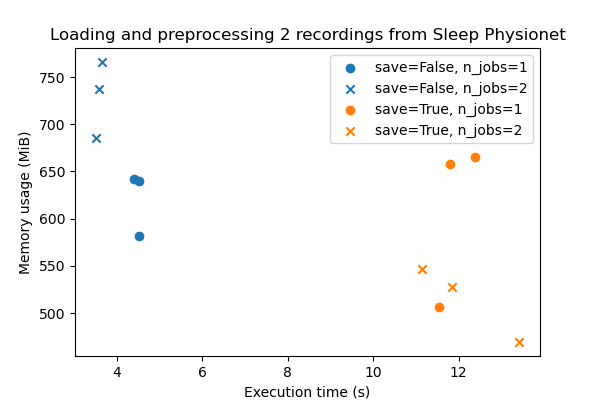 Loading and preprocessing 2 recordings from Sleep Physionet
save=False, n_jobs=1
save=False, n_jobs=2
save=True, n_jobs=1
save=True, n_jobs=2
Memory usage (MiB)
750
700
650
600
550
500
4 6 8 10 12
Execution time (s)